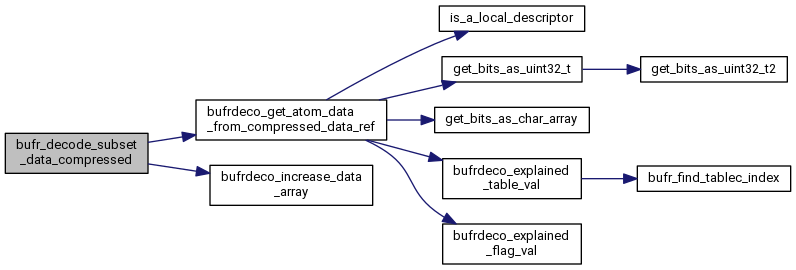 bufr_decode_subset
_data_compressed
bufrdeco_get_atom_data
_from_compressed_data_ref
bufrdeco_increase_data
_array
is_a_local_descriptor
get_bits_as_uint32_t
get_bits_as_char_array
bufrdeco_explained
_table_val
bufrdeco_explained
_flag_val
get_bits_as_uint32_t2
bufr_find_tablec_index